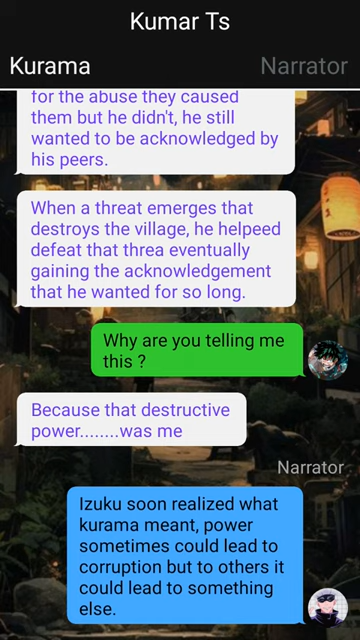 Kumar Ts
Kurama
Narrator
for the abuse they caused
them but he didn't, he still
wanted to be acknowledged by
his peers.
When a threat emerges that
destroys the village, he helpeed
defeat that threa eventually
gaining the acknowledgement
that he wanted for so long.
Why are you telling me
this ?
Because that destructive
power........was me
Narrator
Izuku soon realized what
kurama meant, power
sometimes could lead to
corruption but to others it
could lead to something
else.